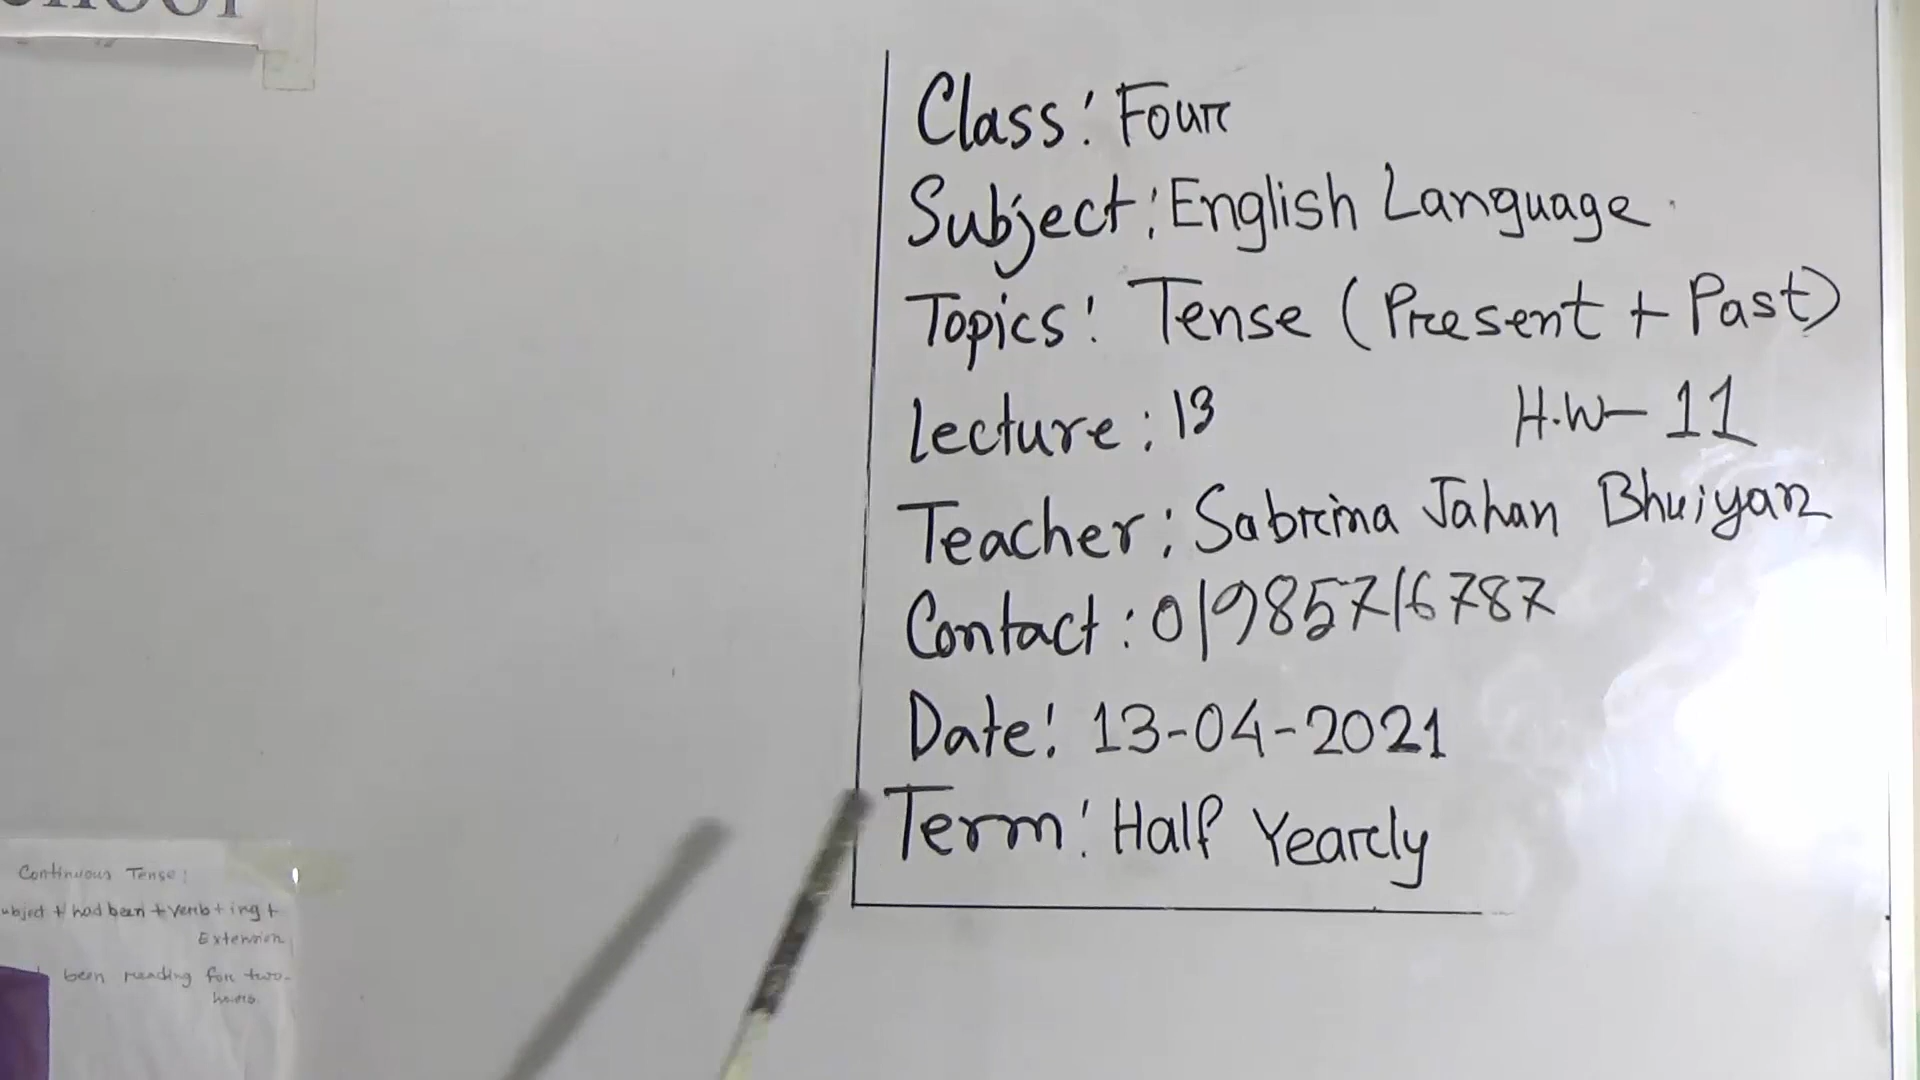 Class: Four
Subject: English Language
Topics: Tense (Present + Past)
Lecture: 13 H.W- 11
Teacher: Sabrina Jahan Bhuiyan
Contact: 01985716787
Date: 13-04-2021
Term: Half Yearly
Continuous Tense:
ubject + had been + verb + ing +
Extension
been reading for two-
hours.